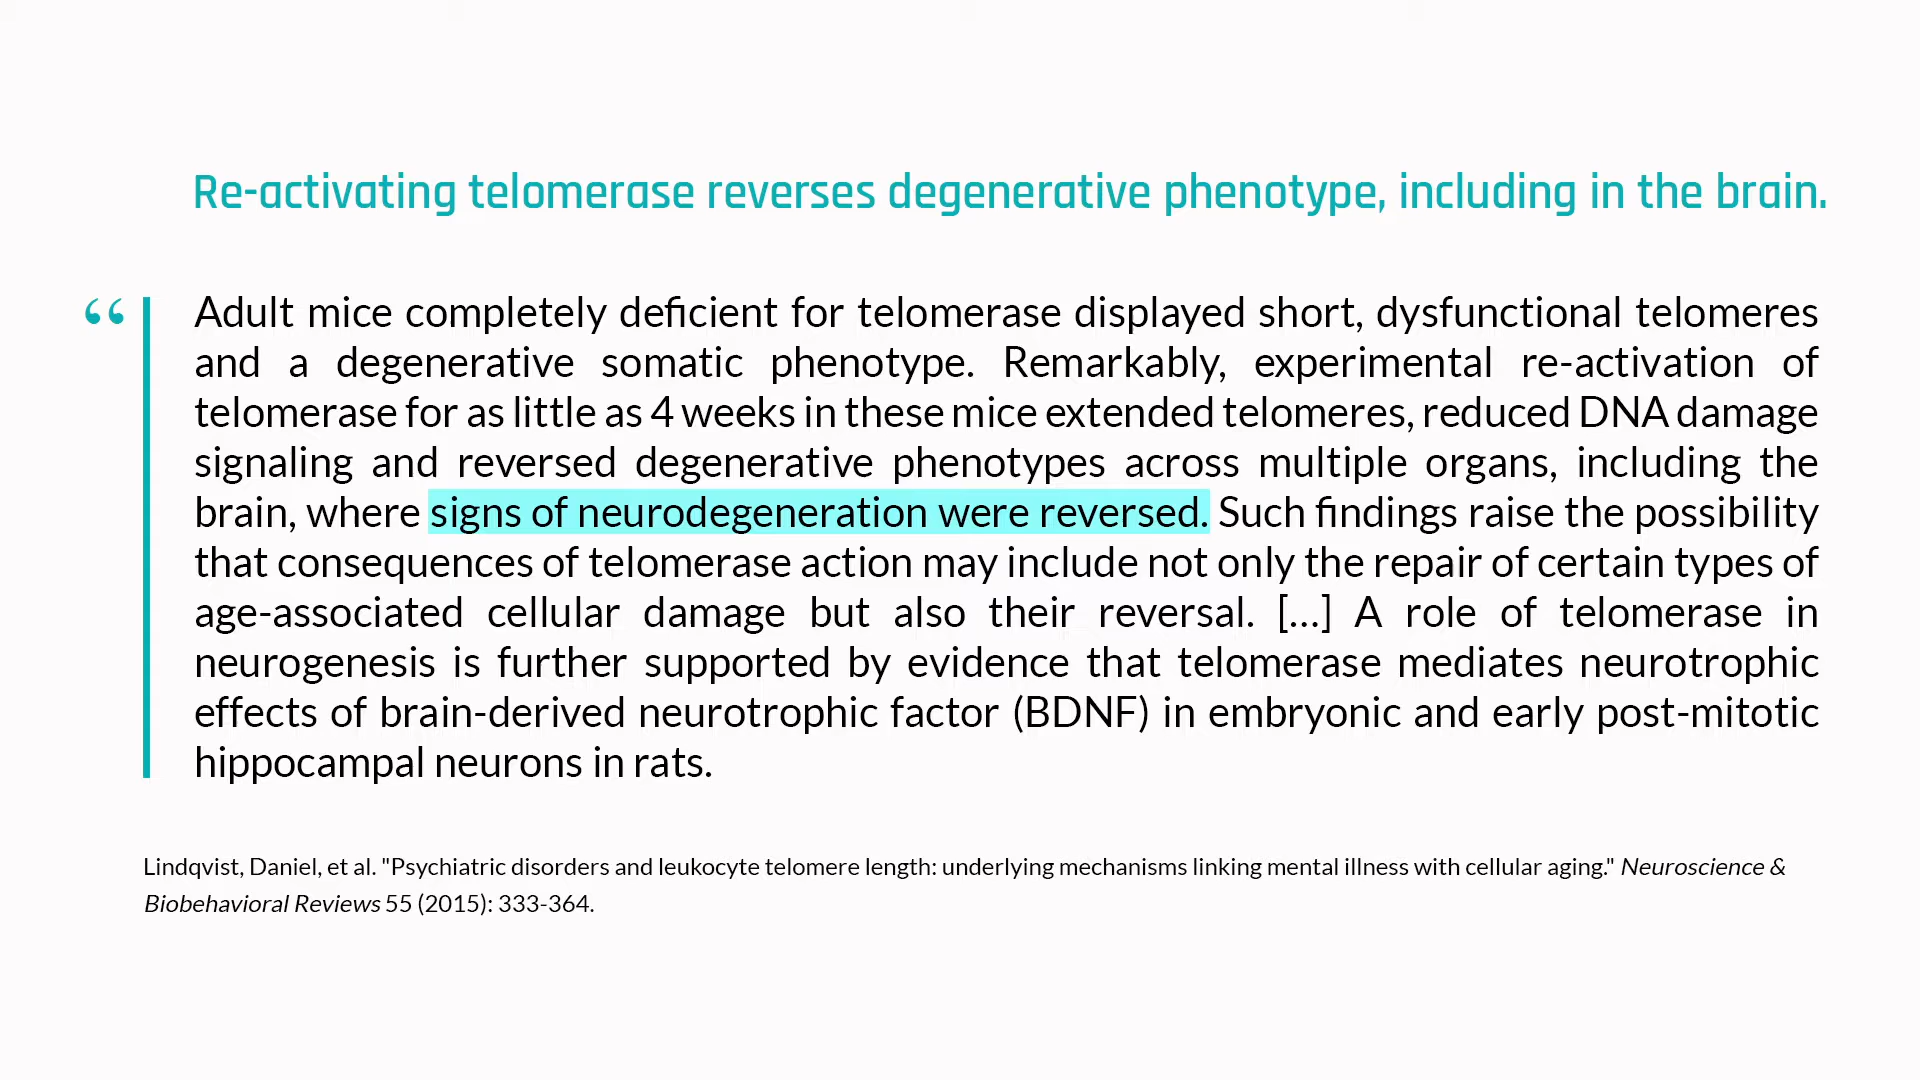 Re-activating telomerase reverses degenerative phenotype, including in the brain.
“ Adult mice completely deficient for telomerase displayed short, dysfunctional telomeres
and a degenerative somatic phenotype. Remarkably, experimental re-activation of
telomerase for as little as 4 weeks in these mice extended telomeres, reduced DNA damage
signaling and reversed degenerative phenotypes across multiple organs, including the
brain, where signs of neurodegeneration were reversed. Such findings raise the possibility
that consequences of telomerase action may include not only the repair of certain types of
age-associated cellular damage but also their reversal. [...] A role of telomerase in
neurogenesis is further supported by evidence that telomerase mediates neurotrophic
effects of brain-derived neurotrophic factor (BDNF) in embryonic and early post-mitotic
hippocampal neurons in rats.
Lindqvist, Daniel, et al. "Psychiatric disorders and leukocyte telomere length: underlying mechanisms linking mental illness with cellular aging." Neuroscience &
Biobehavioral Reviews 55 (2015): 333-364.